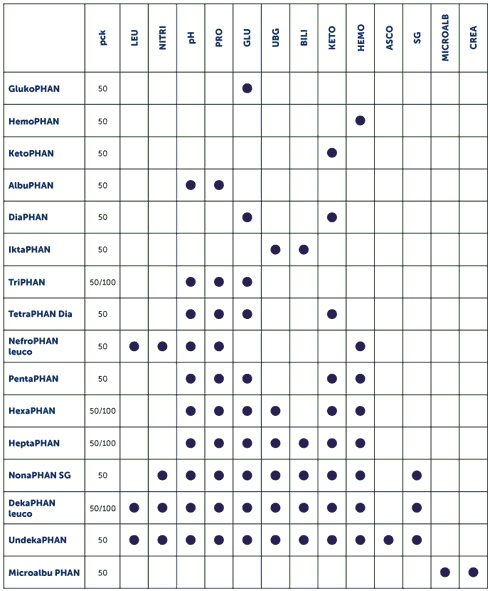 pck LEU NITRI pH PRO GLU UBG BILI KETO HEMO ASCO SG MICROALB CREA
GlukoPHAN 50
HemoPHAN 50
KetoPHAN 50
AlbuPHAN 50
DiaPHAN 50
IktaPHAN 50
TriPHAN 50/100
TetraPHAN Dia 50
NefroPHAN
leuco 50
PentaPHAN 50
HexaPHAN 50/100
HeptaPHAN 50/100
NonaPHAN SG 50
DekaPHAN
leuco 50/100
UndekaPHAN 50
Microalbu PHAN 50